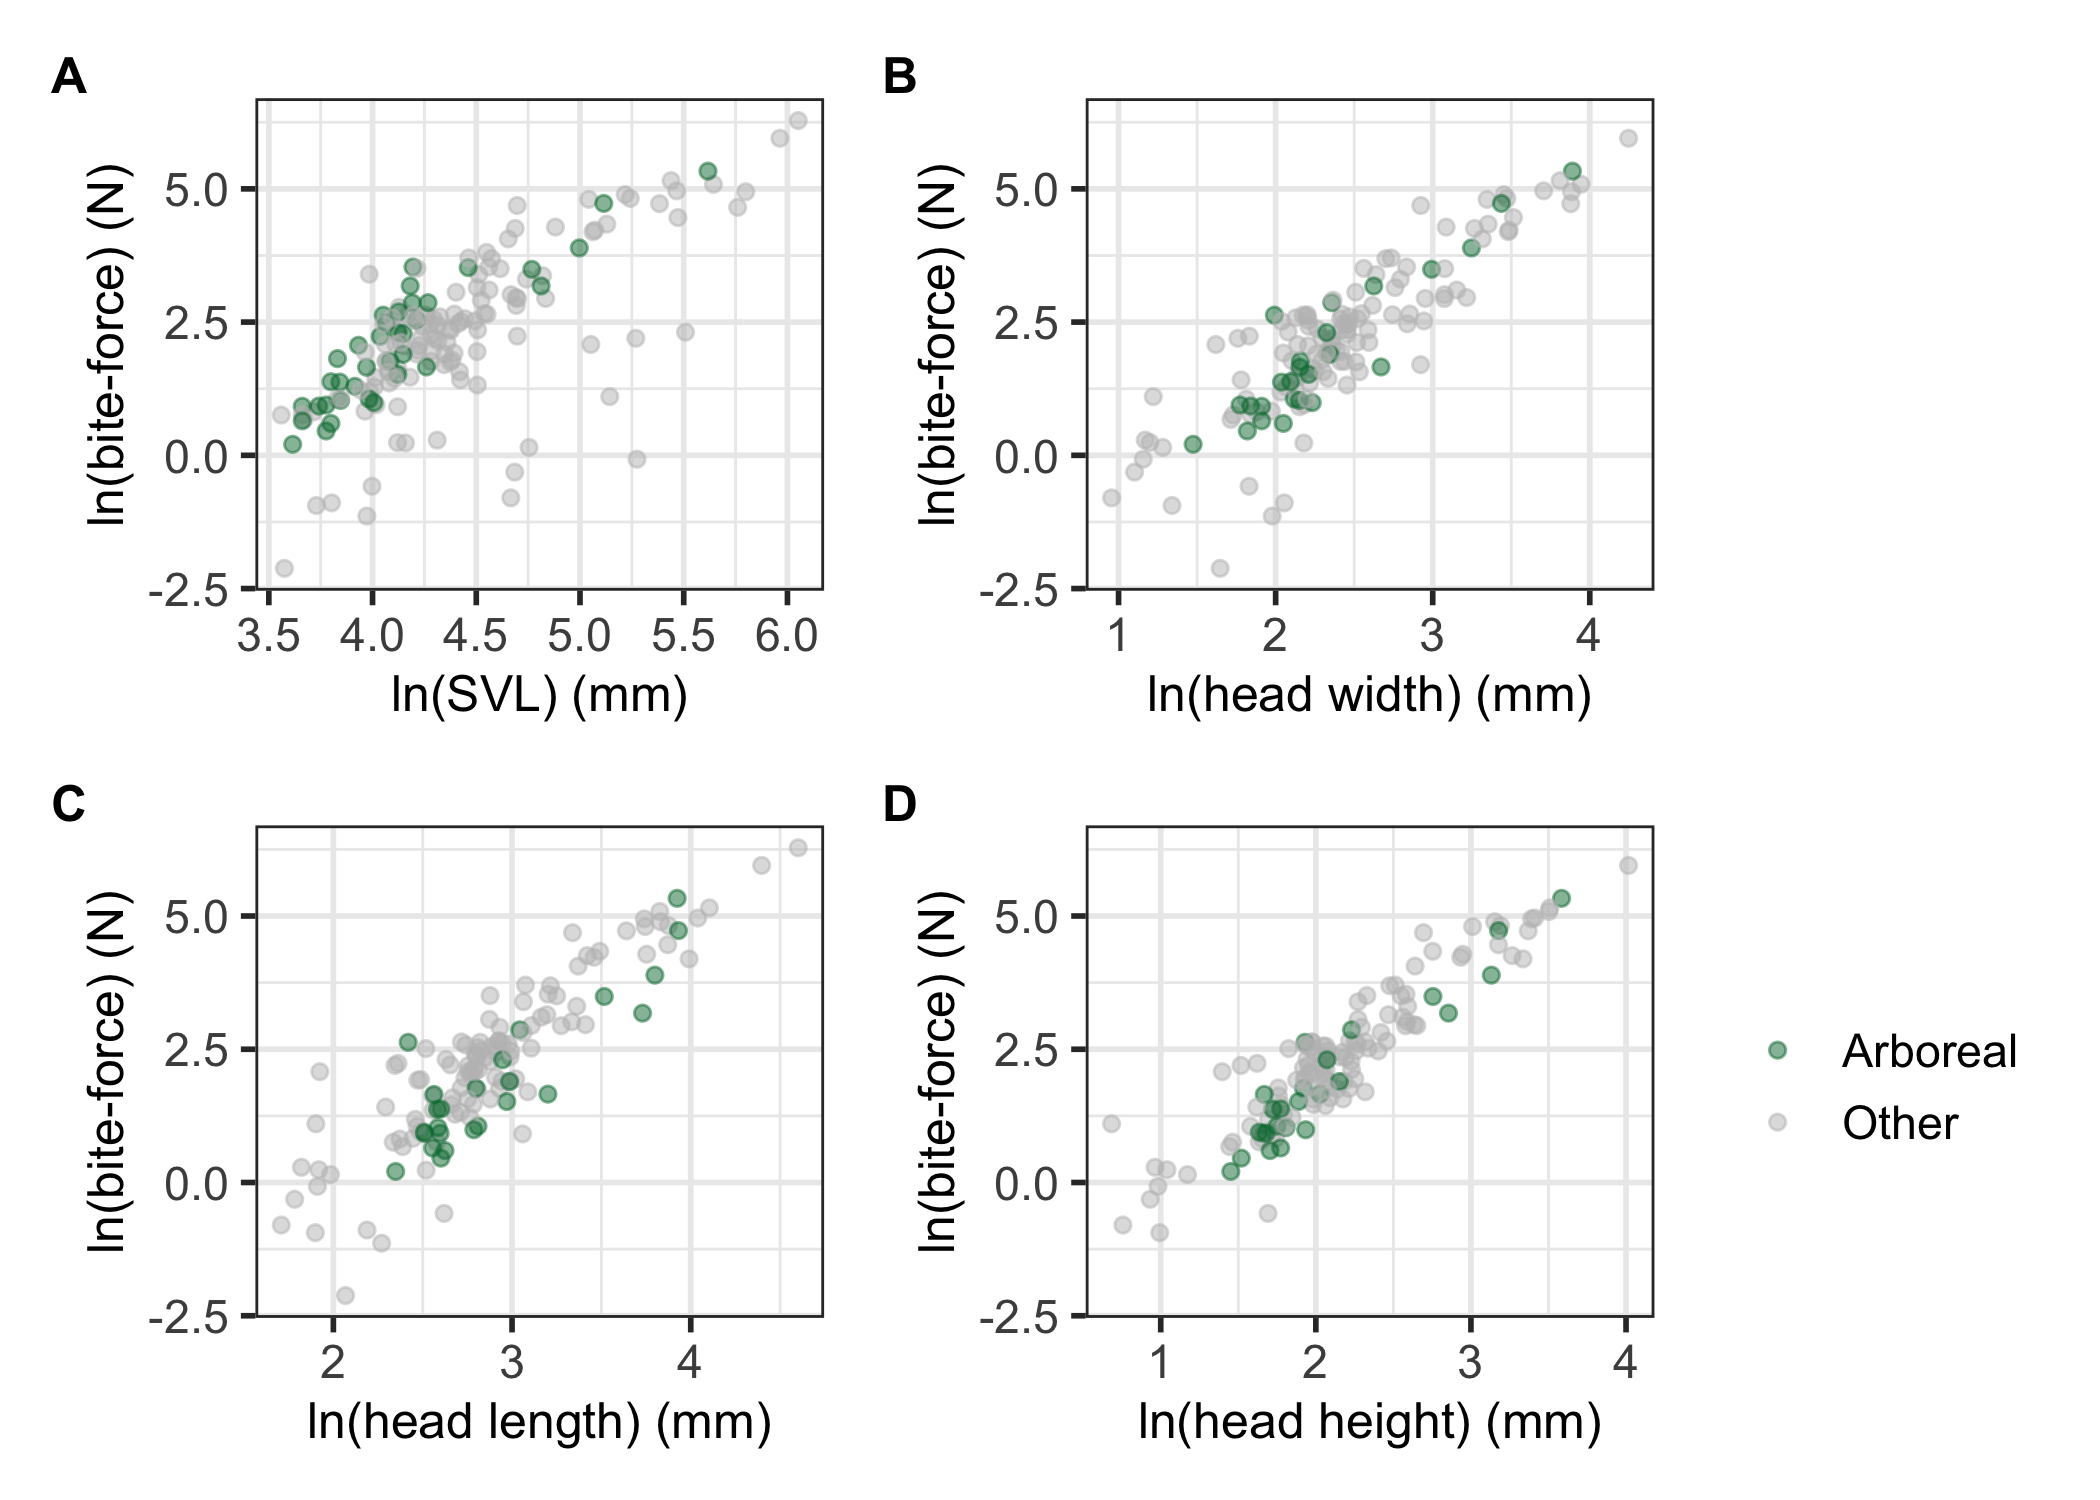 A
B
ln(bite-force) (N)
5.0
2.5
0.0
-2.5
3.5 4.0 4.5 5.0 5.5 6.0
ln(SVL) (mm)
ln(bite-force) (N)
5.0
2.5
0.0
-2.5
1 2 3 4
ln(head width) (mm)
C
D
ln(bite-force) (N)
5.0
2.5
0.0
-2.5
2 3 4
ln(head length) (mm)
ln(bite-force) (N)
5.0
2.5
0.0
-2.5
1 2 3 4
ln(head height) (mm)
Arboreal
Other